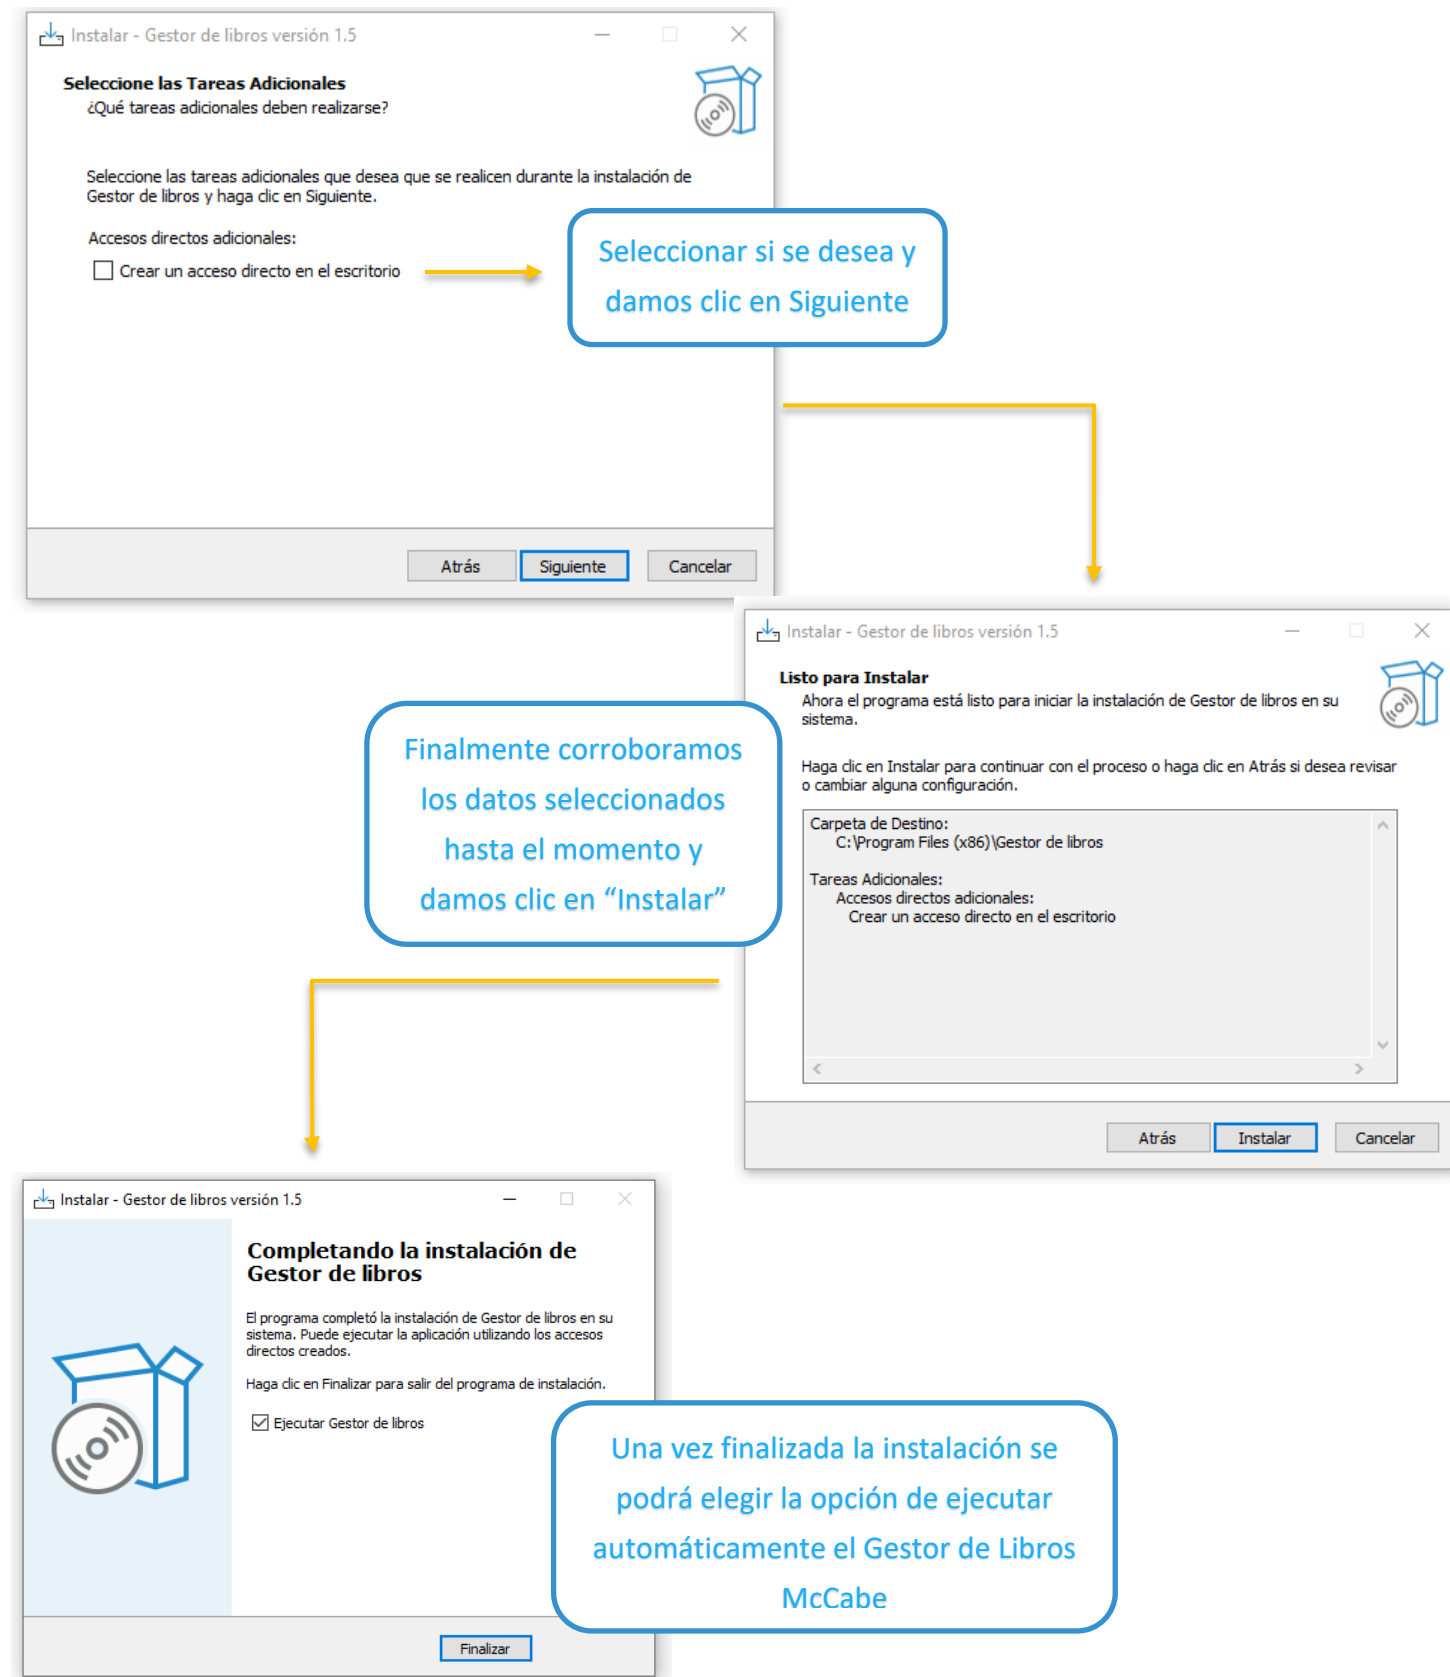 Instalar - Gestor de libros versión 1.5
Seleccione las Tareas Adicionales
¿Qué tareas adicionales deben realizarse?
Seleccione las tareas adicionales que desea que se realicen durante la instalación de
Gestor de libros y haga clic en Siguiente.
Accesos directos adicionales:
Crear un acceso directo en el escritorio
Seleccionar si se desea y
damos clic en Siguiente
Atrás
Siguiente
Cancelar
Instalar - Gestor de libros versión 1.5
Listo para Instalar
Ahora el programa está listo para iniciar la instalación de Gestor de libros en su
sistema.
Haga clic en Instalar para continuar con el proceso o haga clic en Atrás si desea revisar
o cambiar alguna configuración.
Carpeta de Destino:
C:\Program Files (x86)\Gestor de libros
Tareas Adicionales:
Accesos directos adicionales:
Crear un acceso directo en el escritorio
Atrás
Instalar
Cancelar
Finalmente corroboramos
los datos seleccionados
hasta el momento y
damos clic en “Instalar”
Instalar - Gestor de libros versión 1.5
Completando la instalación de
Gestor de libros
El programa completó la instalación de Gestor de libros en su
sistema. Puede ejecutar la aplicación utilizando los accesos
directos creados.
Haga clic en Finalizar para salir del programa de instalación.
Ejecutar Gestor de libros
Finalizar
Una vez finalizada la instalación se
podrá elegir la opción de ejecutar
automáticamente el Gestor de Libros
McCabe